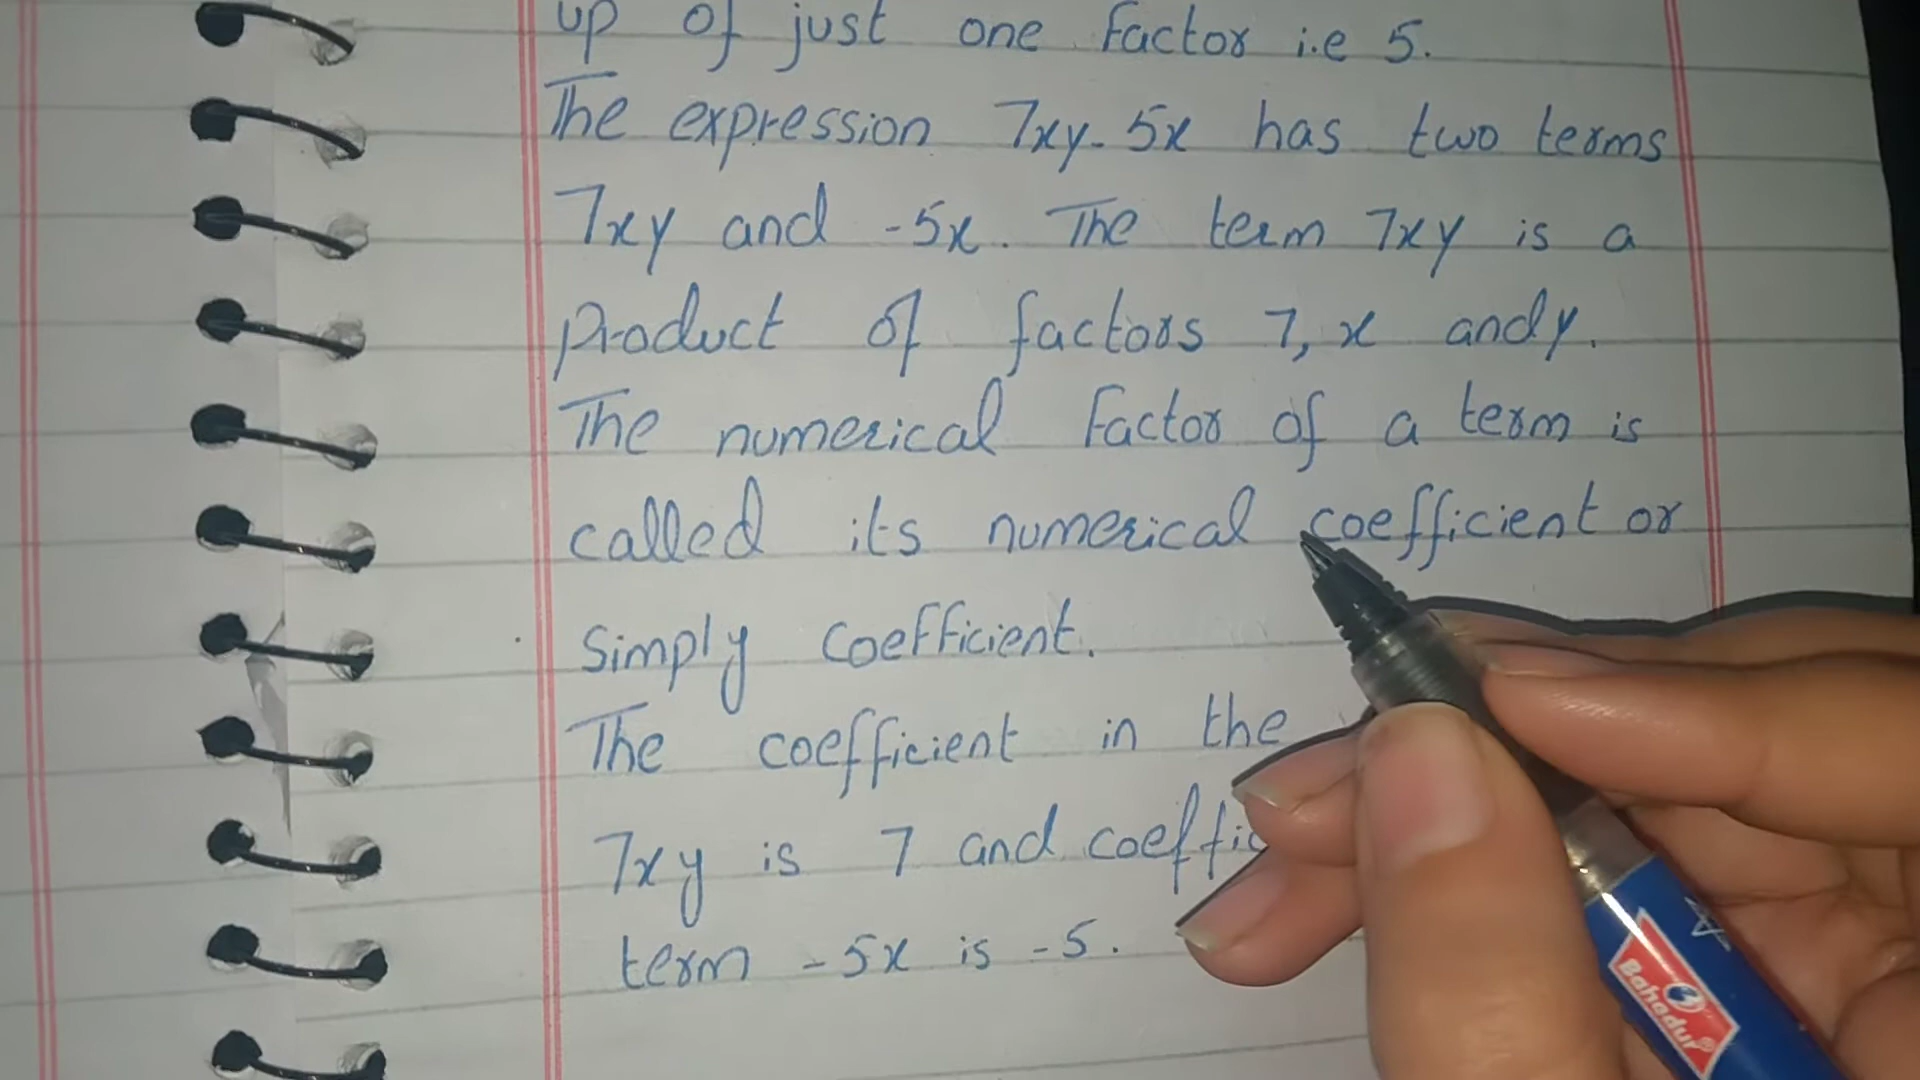 up of just one factor i.e 5.
The expression 7xy - 5x has two terms
7xy and -5x. The term 7xy is a
product of factors 7, x and y.
The numerical factor of a term is
called its numerical coefficient or
simply coefficient.
The coefficient in the
7xy is 7 and
term -5x is -5.
Bahadur